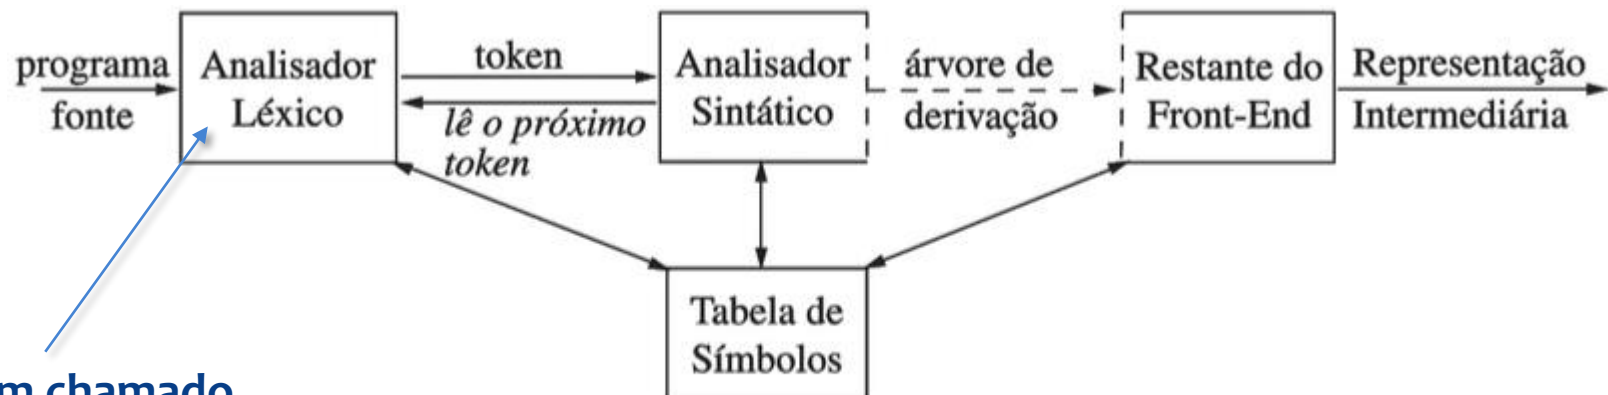 programa
fonte
Analisador
Léxico
token
lê o próximo
token
Analisador
Sintático
árvore de
derivação
Restante do
Front-End
Representação
Intermediária
Tabela de
Símbolos
m chamado